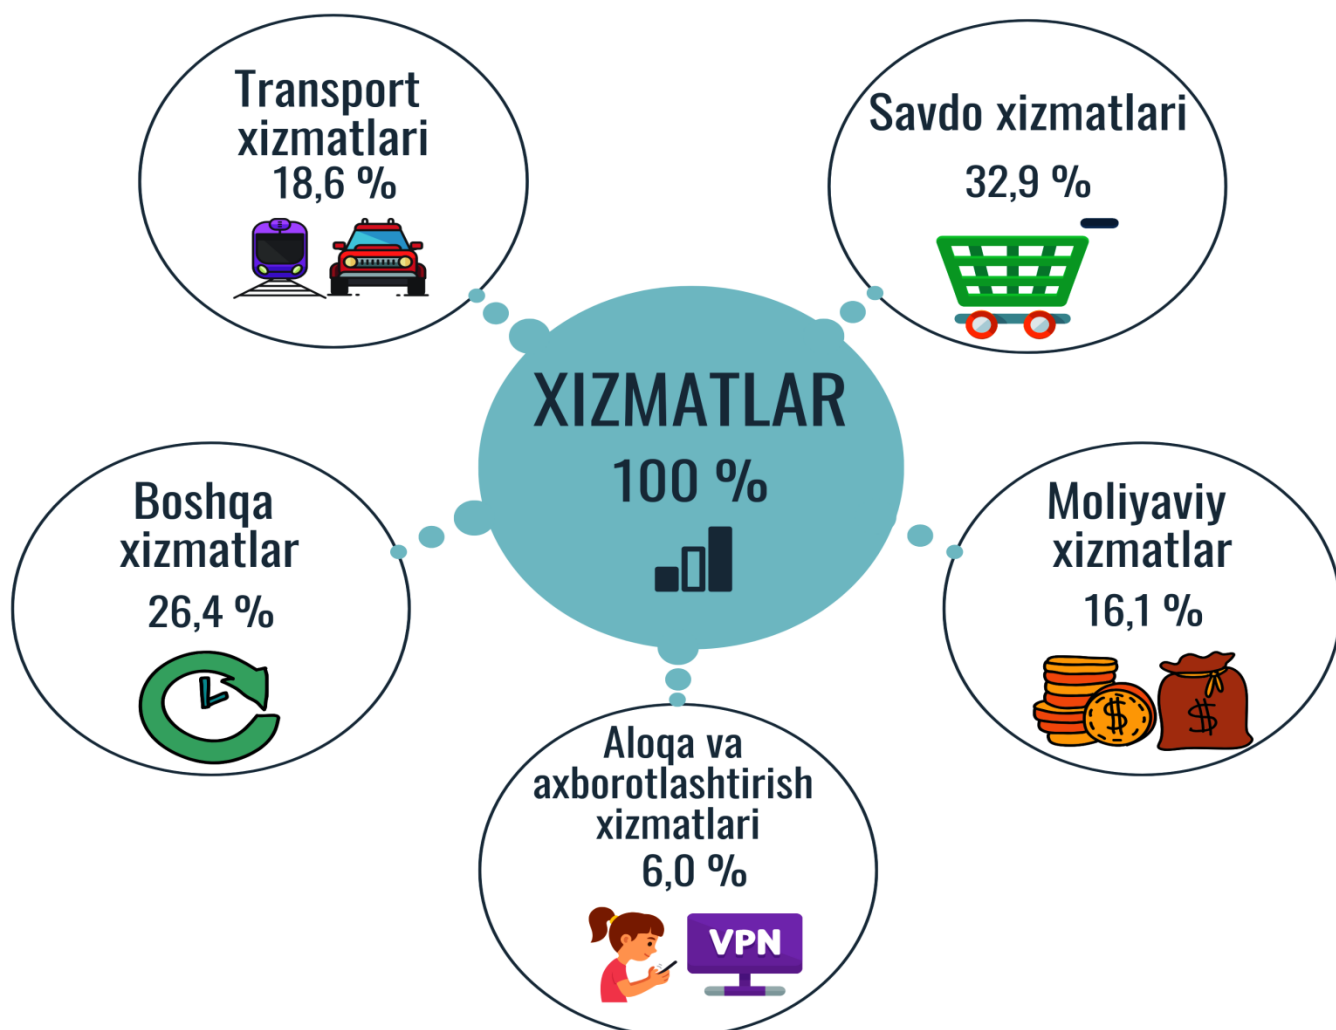 Transport
xizmatlari
18,6 %
Savdo xizmatlari
32,9 %
XIZMATLAR
100 %
Boshqa
xizmatlar
26,4 %
Moliyaviy
xizmatlar
16,1 %
$
$
Aloqa va
axborotlashtirish
xizmatlari
6,0 %
VPN